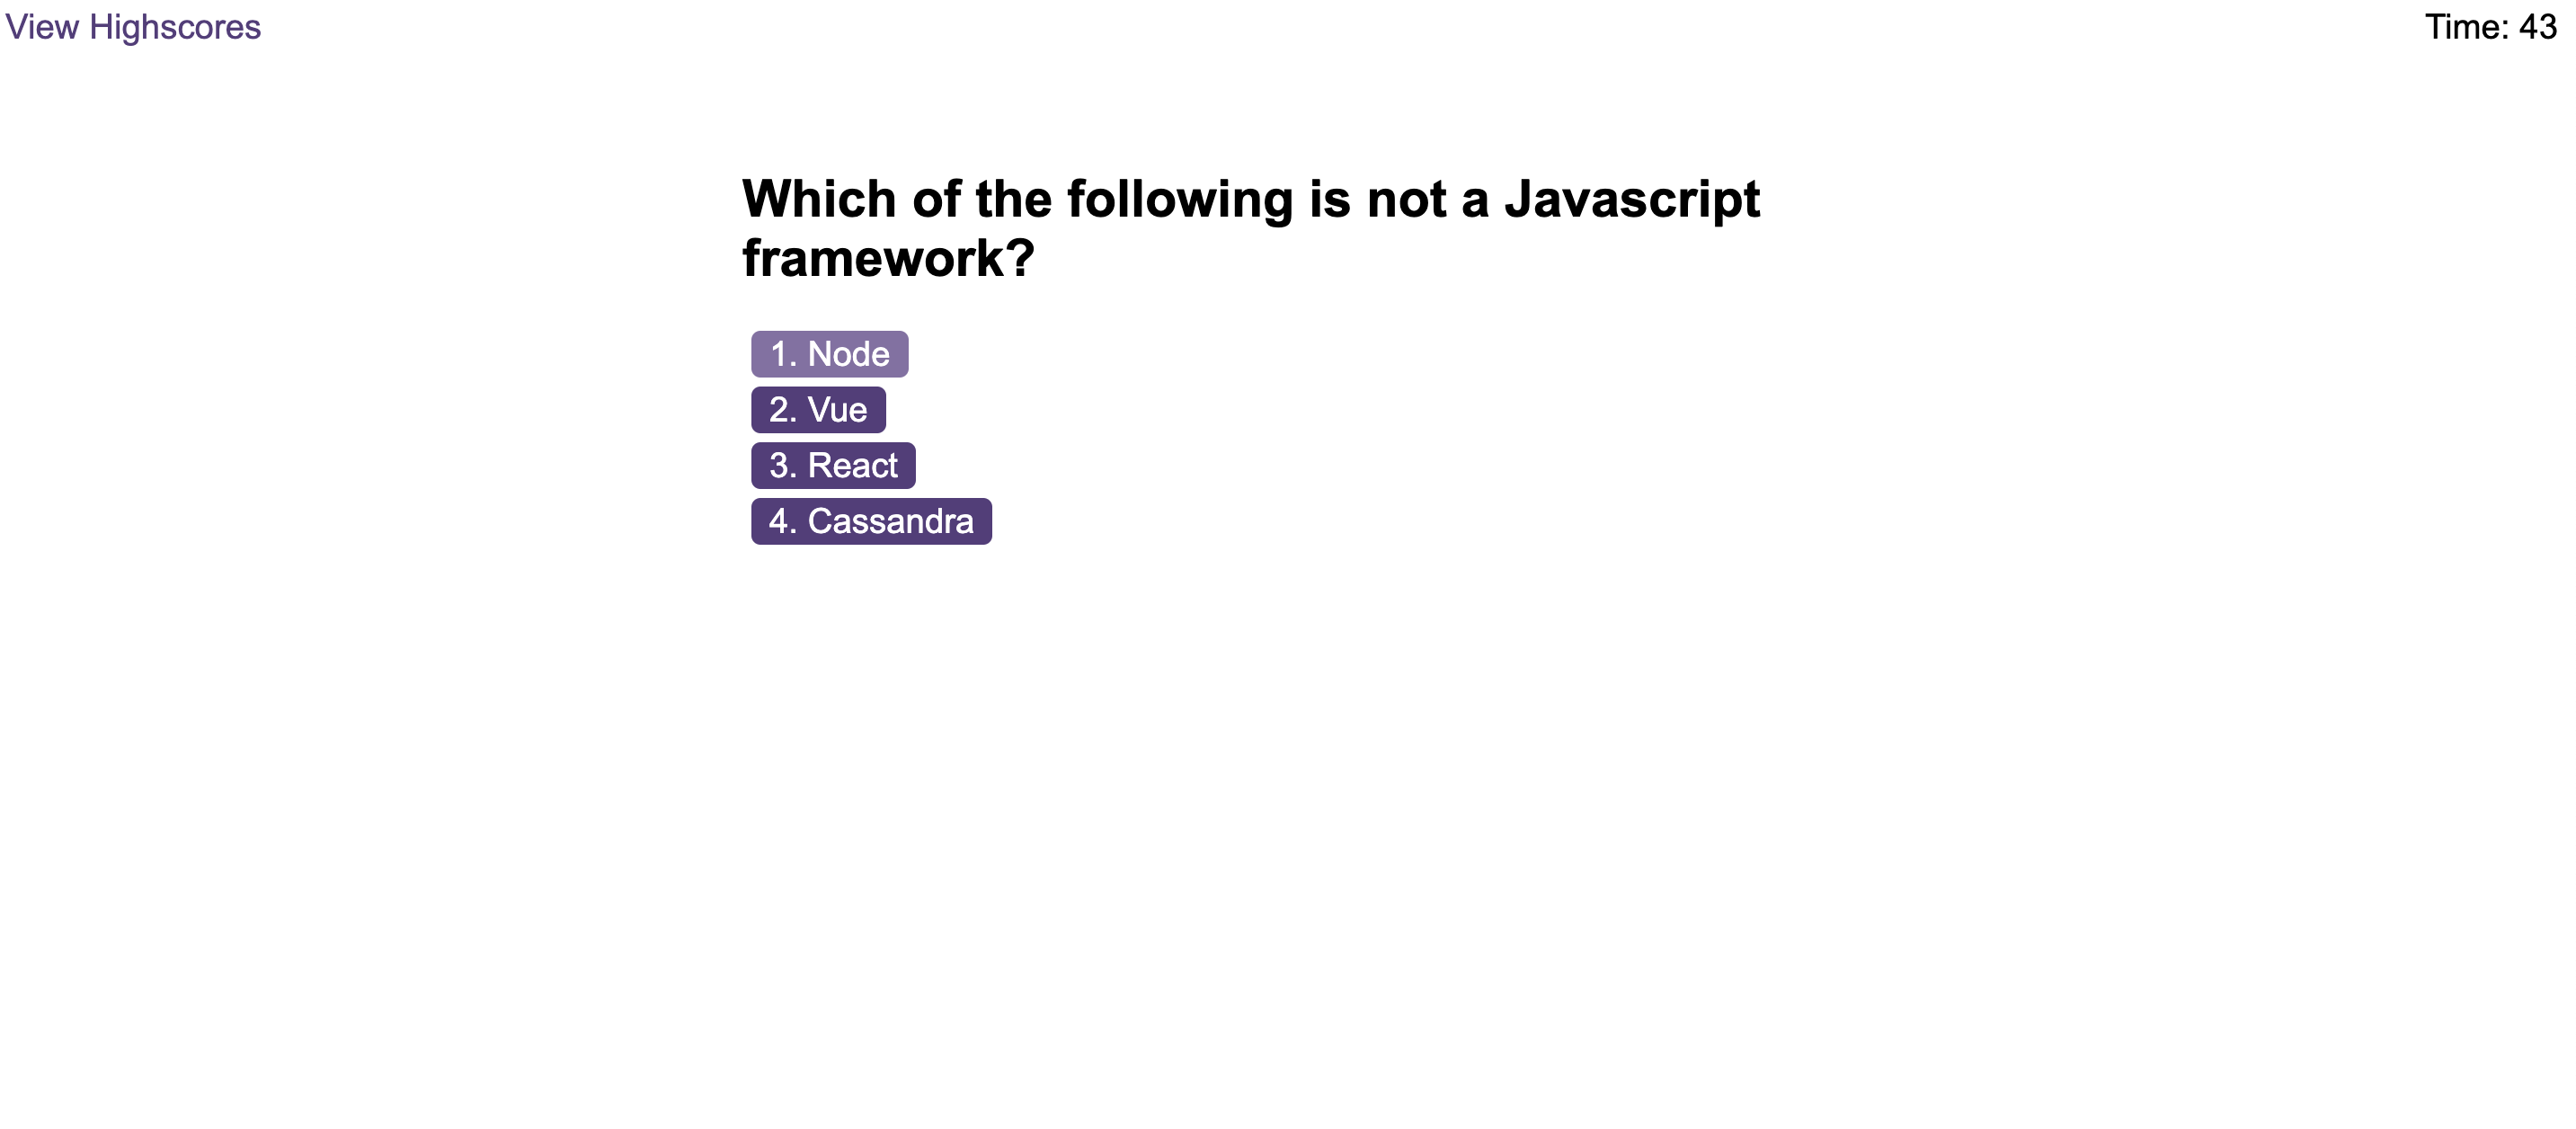 View Highscores
Time: 43
Which of the following is not a Javascript
framework?
1. Node
2. Vue
3. React
4. Cassandra